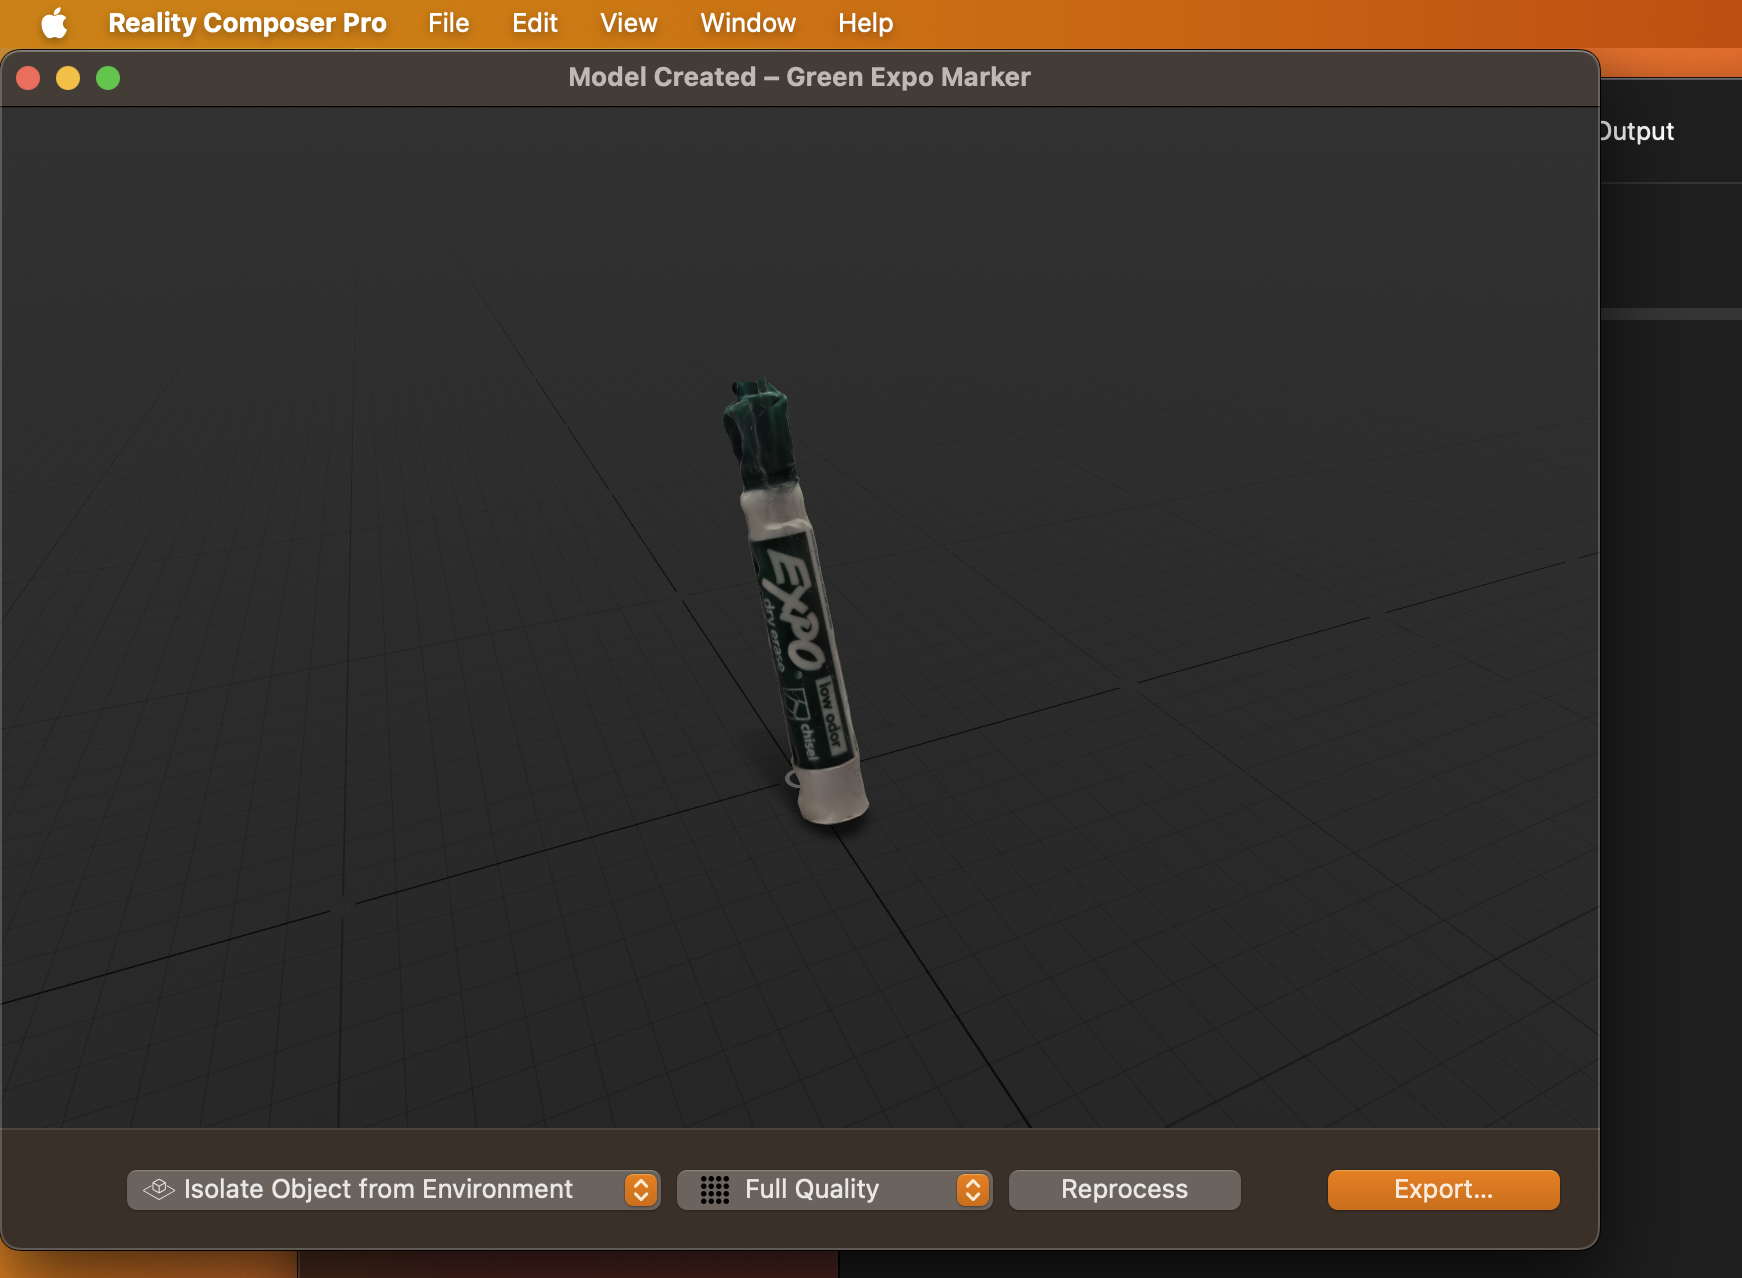 Reality Composer Pro File Edit View Window Help
Model Created – Green Expo Marker
Output
EXPO
dry erase
low odor
chisel
Isolate Object from Environment
Full Quality
Reprocess
Export...